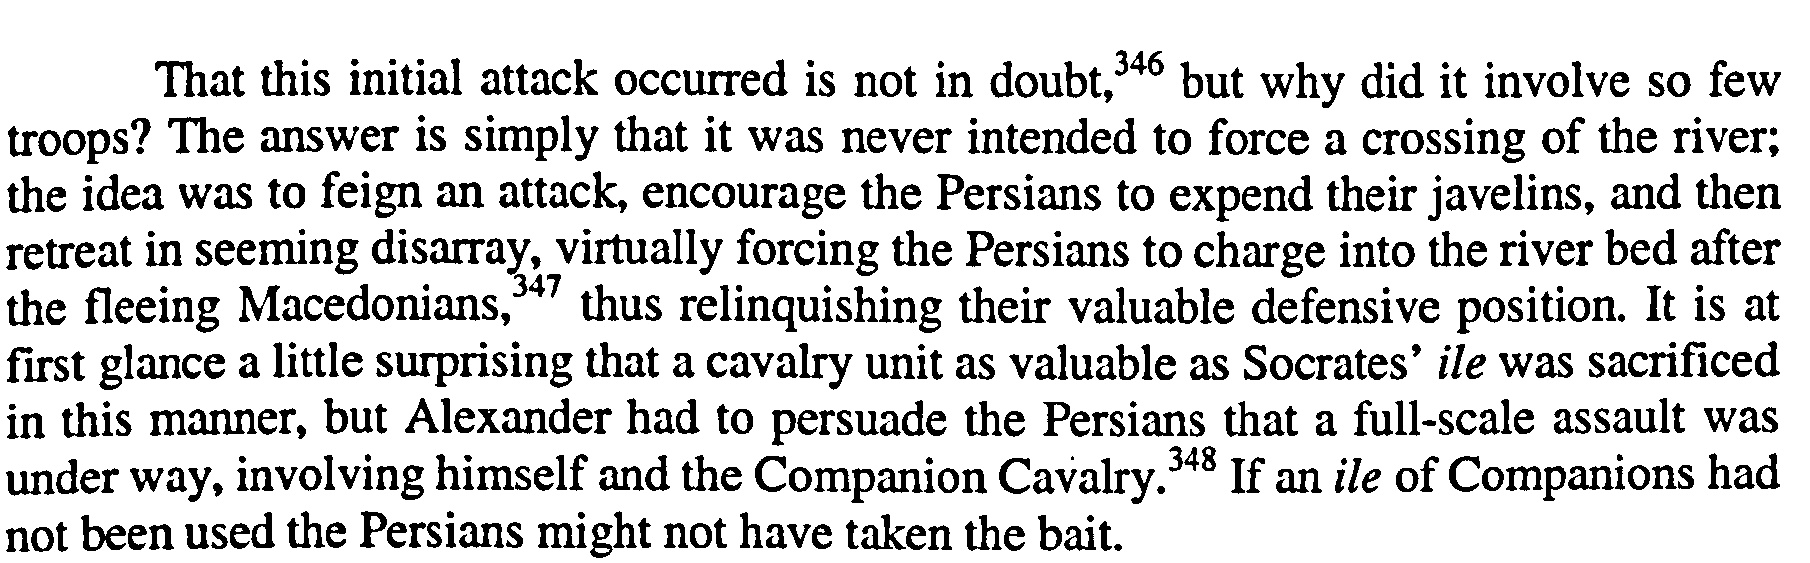 That this initial attack occurred is not in doubt,346 but why did it involve so few
troops? The answer is simply that it was never intended to force a crossing of the river;
the idea was to feign an attack, encourage the Persians to expend their javelins, and then
retreat in seeming disarray, virtually forcing the Persians to charge into the river bed after
the fleeing Macedonians,347 thus relinquishing their valuable defensive position. It is at
first glance a little surprising that a cavalry unit as valuable as Socrates’ ile was sacrificed
in this manner, but Alexander had to persuade the Persians that a full-scale assault was
under way, involving himself and the Companion Cavalry.348 If an ile of Companions had
not been used the Persians might not have taken the bait.